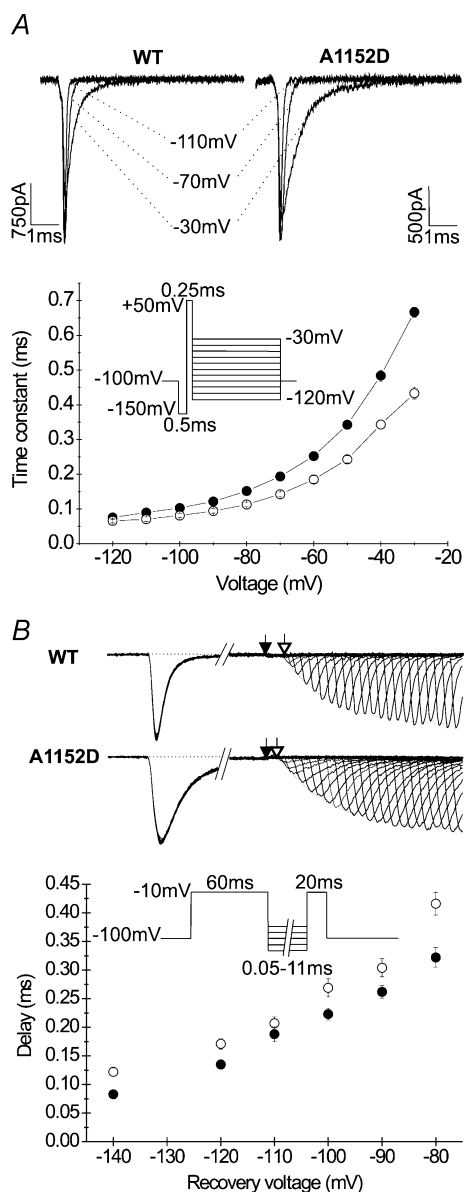 A
WT
A1152D
-110mV
-70mV
-30mV
750pA
1ms
500pA
1ms
0.7
0.6
0.5
0.4
0.3
0.2
0.1
0.0
Time constant (ms)
0.25ms
+50mV
-30mV
-100mV
-120mV
-150mV
0.5ms
-120
-100
-80
-60
-40
-20
Voltage (mV)
B
WT
A1152D
0.45
0.40
0.35
0.30
0.25
0.20
0.15
0.10
0.05
0.00
Delay (ms)
-10mV
60ms
20ms
-100mV
0.05-11ms
-140
-130
-120
-110
-100
-90
-80
Recovery voltage (mV)